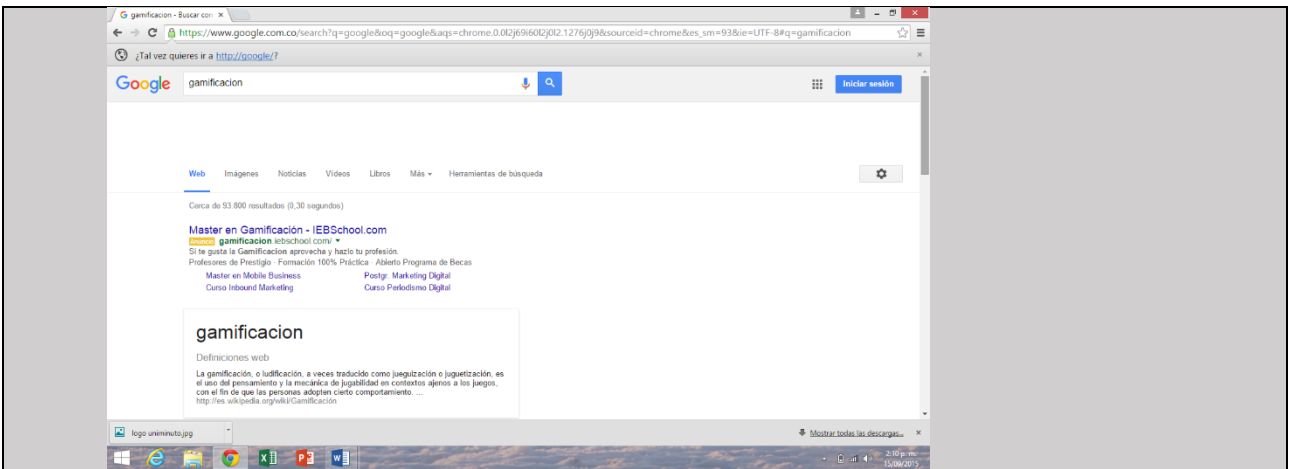 gamificacion - Buscar con
https://www.google.com.co/search?q=google&oq=google&aqs=chrome.0.0l2j69i60l2j0l2.1276j0j9&sourceid=chrome&es_sm=93&ie=UTF-8#q=gamificacion
¿Tal vez quieres ir a http://google/?
Google gamificacion Iniciar sesión
Web Imágenes Noticias Vídeos Libros Más Herramientas de búsqueda
Cerca de 93.800 resultados (0,30 segundos)
Master en Gamificación - IEBSchool.com
Anuncio gamificacion.iebschool.com/
Si te gusta la Gamificacion aprovecha y hazlo tu profesión.
Profesores de Prestigio · Formación 100% Práctica · Abierto Programa de Becas
Master en Mobile Business Postgr. Marketing Digital
Curso Inbound Marketing Curso Periodismo Digital
gamificacion
Definiciones web
La gamificación, o ludificación, a veces traducido como jueguización o juguetización, es
el uso del pensamiento y la mecánica de jugabilidad en contextos ajenos a los juegos,
con el fin de que las personas adopten cierto comportamiento. ...
http://es.wikipedia.org/wiki/Gamificación
logo uniminuto.jpg Mostrar todas las descargas...
2:10 p. m.
15/09/2015